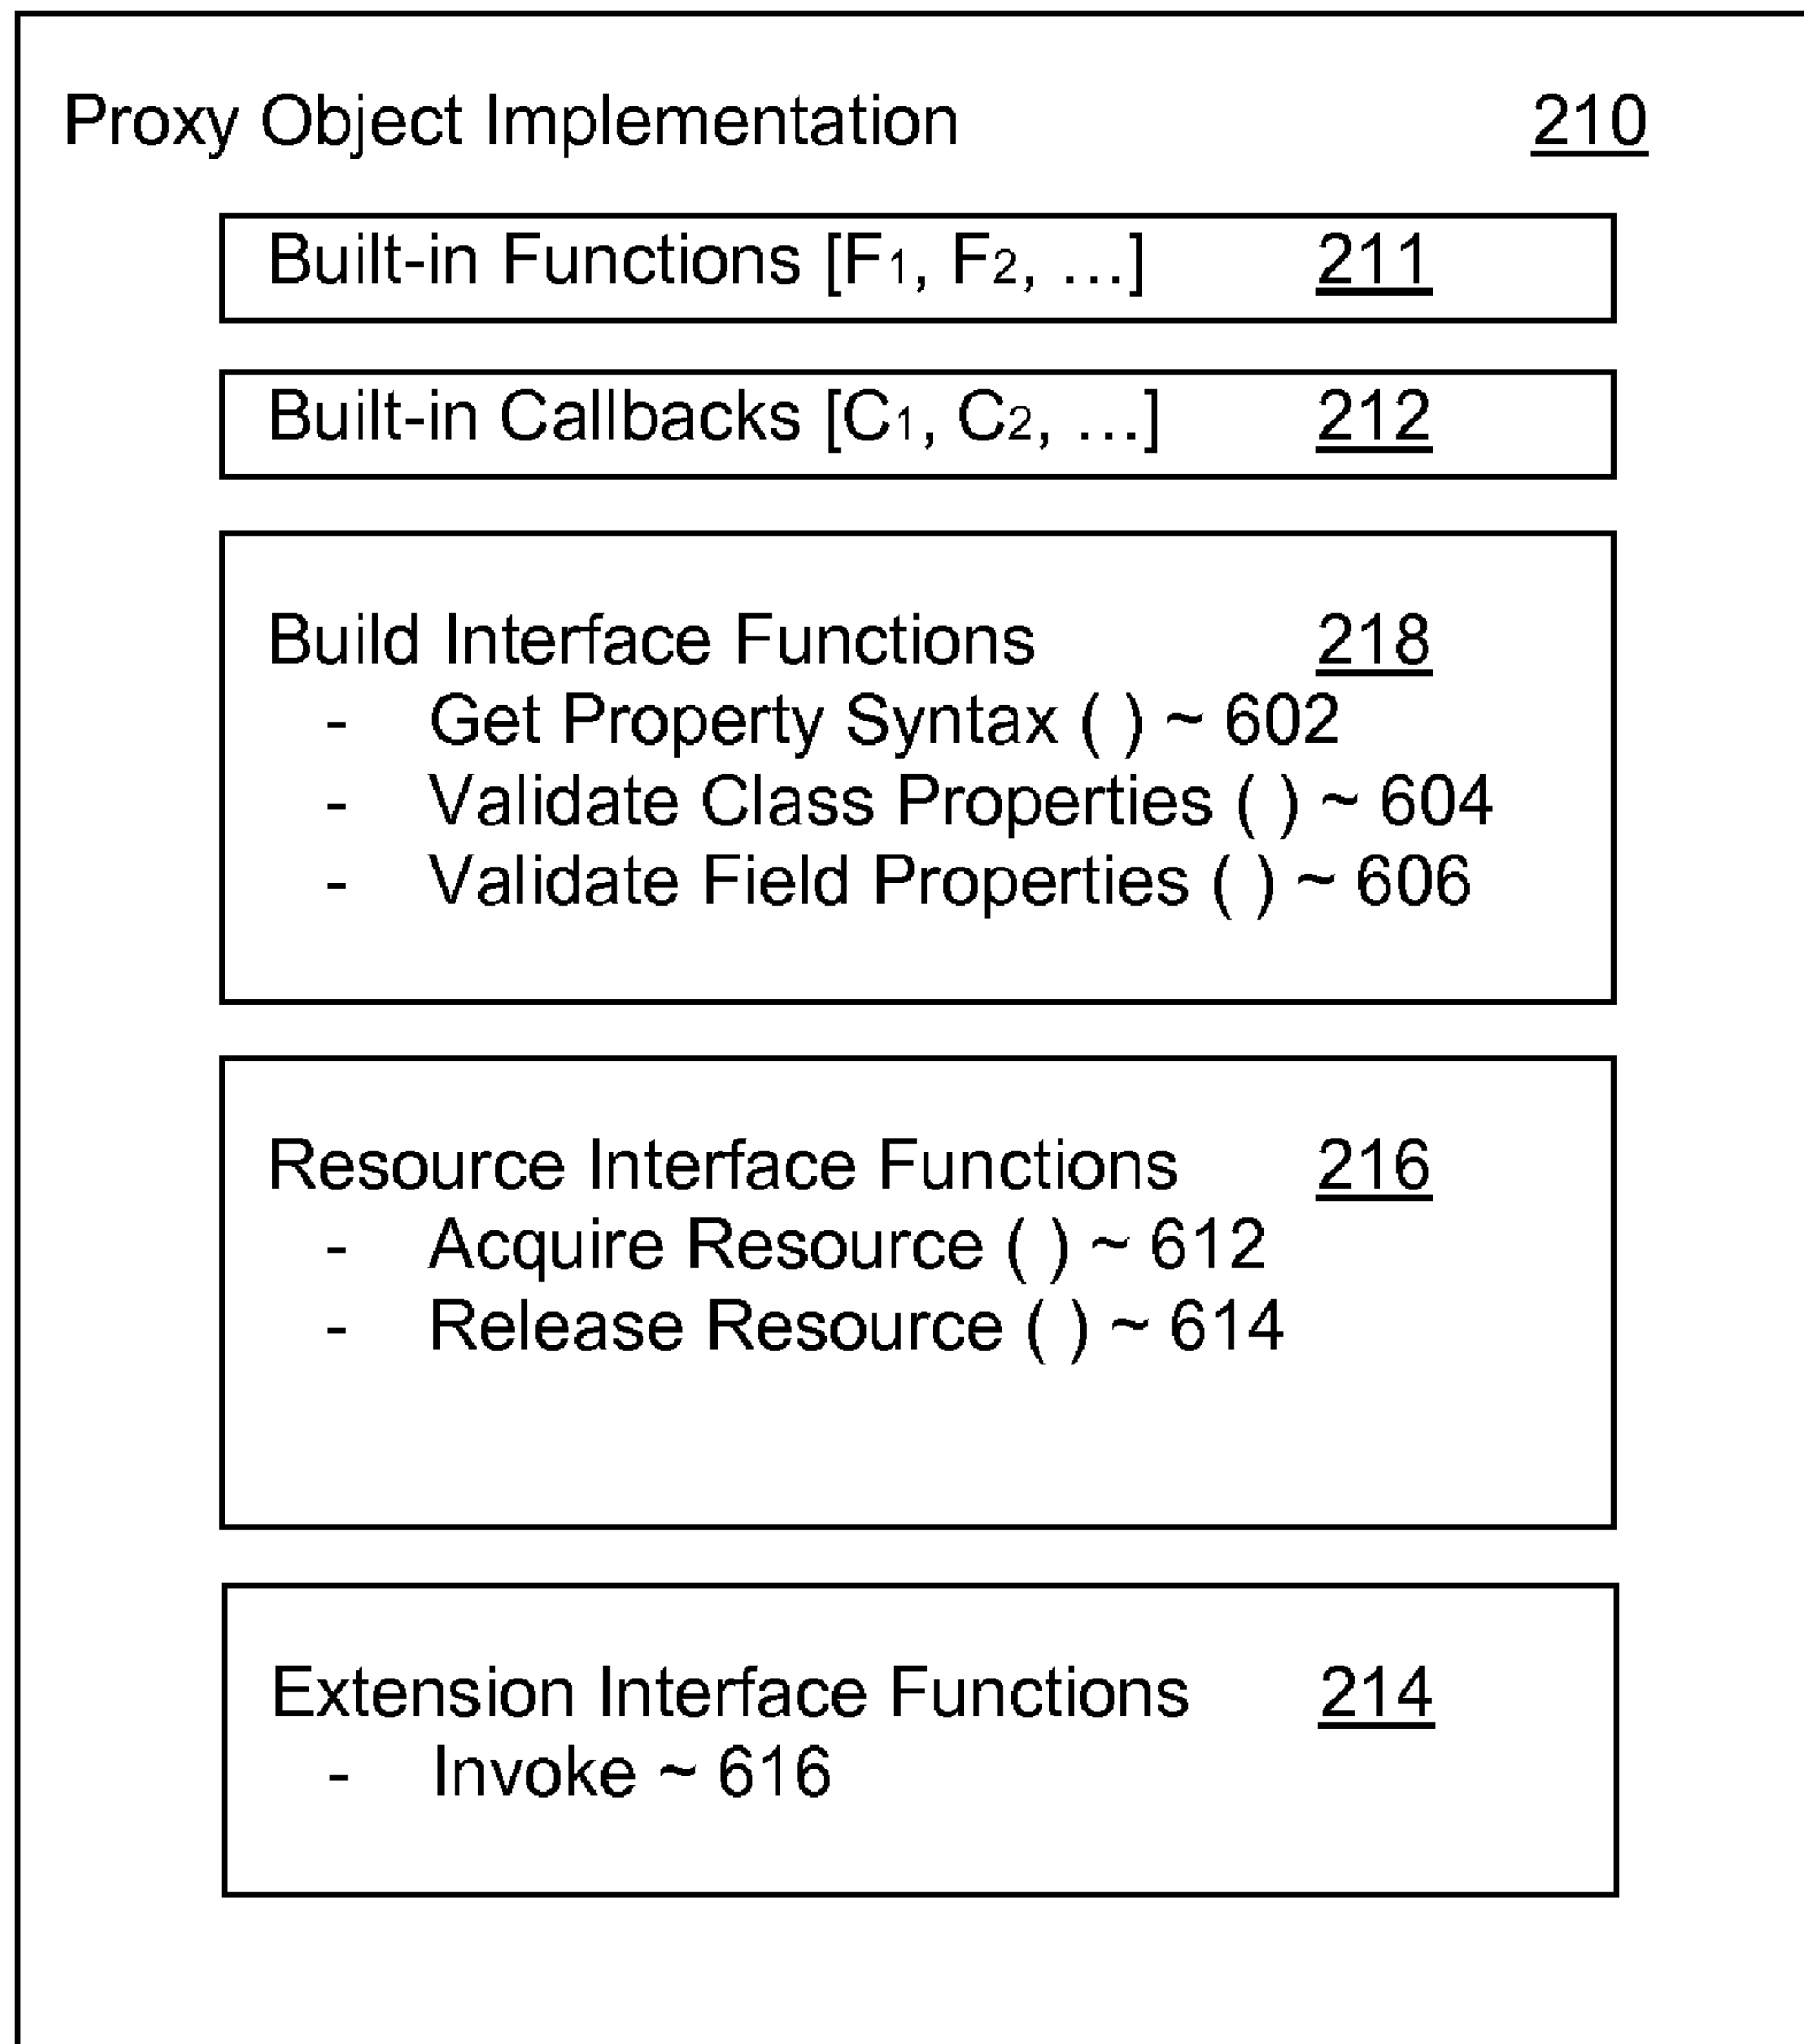 Proxy Object Implementation 210
Built-in Functions [F1, F2, ...] 211
Built-in Callbacks [C1, C2, ...] 212
Build Interface Functions 218
- Get Property Syntax ( ) ~ 602
- Validate Class Properties ( ) ~ 604
- Validate Field Properties ( ) ~ 606
Resource Interface Functions 216
- Acquire Resource ( ) ~ 612
- Release Resource ( ) ~ 614
Extension Interface Functions 214
- Invoke ~ 616